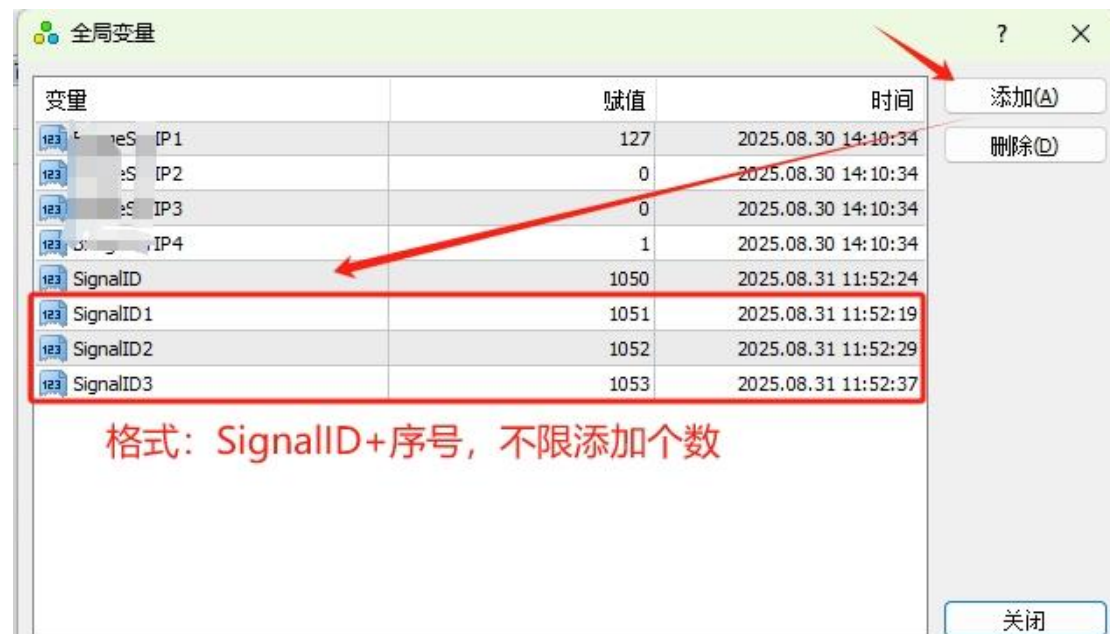 全局变量
变量 赋值 时间 添加(A)
IP1 127 2025.08.30 14:10:34 删除(D)
IP2 0 2025.08.30 14:10:34
IP3 0 2025.08.30 14:10:34
IP4 1 2025.08.30 14:10:34
SignalID 1050 2025.08.31 11:52:24
SignalID1 1051 2025.08.31 11:52:19
SignalID2 1052 2025.08.31 11:52:29
SignalID3 1053 2025.08.31 11:52:37
格式：SignalID+序号，不限添加个数
关闭